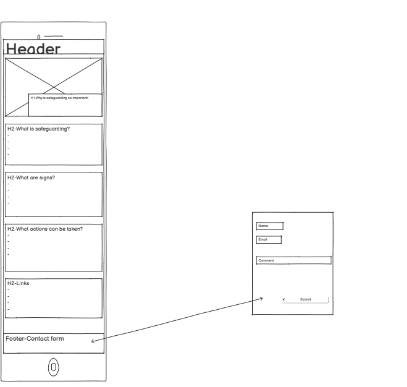 Header
H1-Why is safeguarding so important?
H2-What is safeguarding?
H2-What are signs?
H2-What actions can be taken?
H2-Links
Footer-Contact form
Name
Email
Comment
Submit